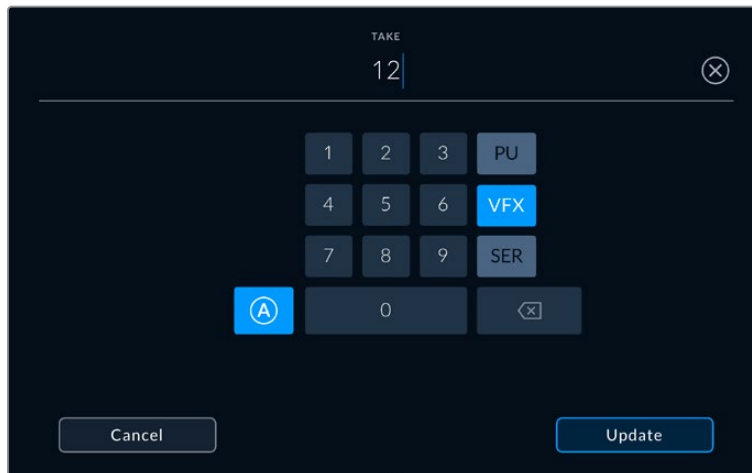 TAKE
12
1 2 3 PU
4 5 6 VFX
7 8 9 SER
A 0
Cancel Update